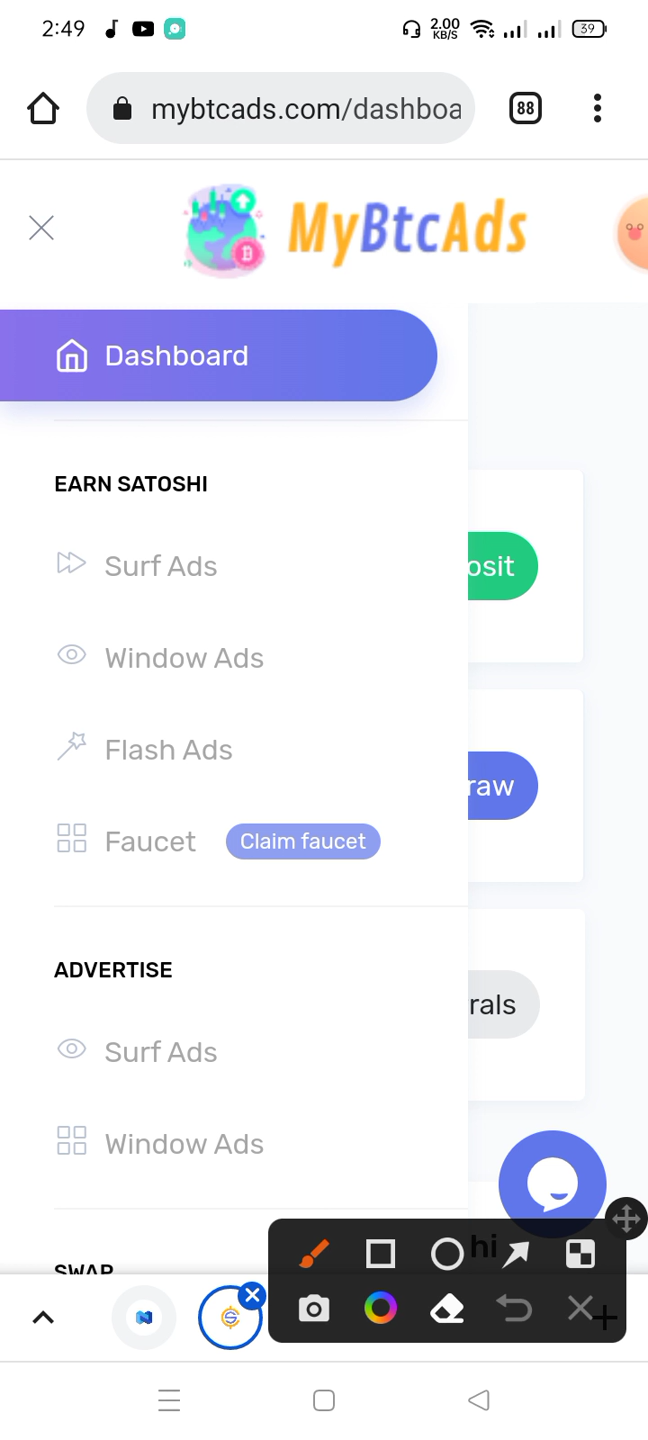 2:49
2.00
KB/S
39
mybtcads.com/dashboa
88
MyBtcAds
Dashboard
EARN SATOSHI
Surf Ads
osit
Window Ads
Flash Ads
raw
Faucet
Claim faucet
ADVERTISE
rals
Surf Ads
Window Ads
hi
SWAP